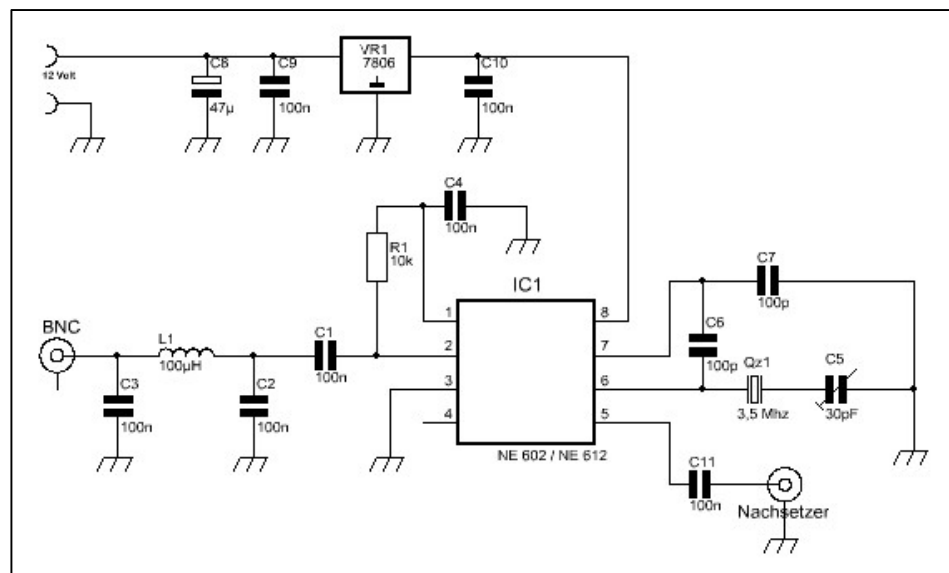 12 Volt
C8
47µ
C9
100n
VR1
7806
C10
100n
C4
100n
R1
10k
IC1
C7
100p
1
8
BNC
L1
100µH
C1
100n
2
7
C6
100p
Qz1
3,5 Mhz
C5
30pF
C3
100n
C2
100n
3
6
4
5
NE 602 / NE 612
C11
100n
Nachsetzer